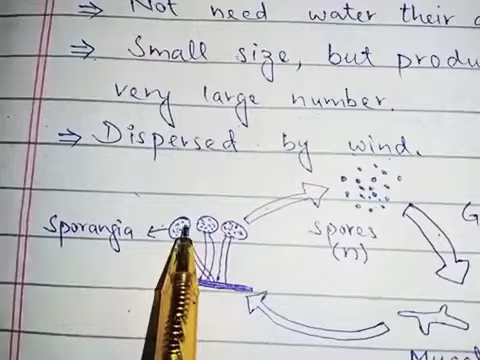 ⇒ Not need water their
⇒ Small size, but produ
very large number.
⇒ Dispersed by wind.
Sporangia
Spores
(n)
G